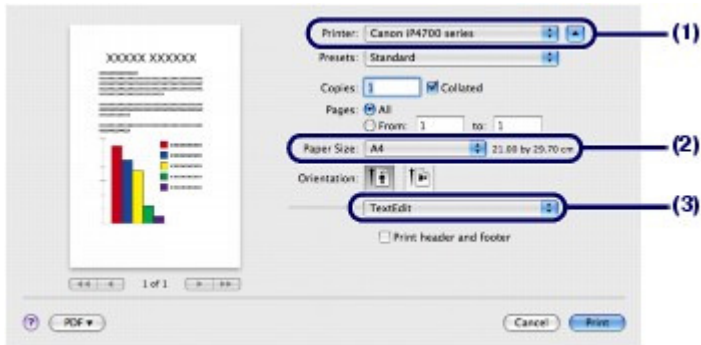 Printer: Canon iP4700 series
(1)
Presets: Standard
XXXXX XXXXXX
Copies: 1 Collated
Pages: All
From: 1 to: 1
Paper Size: A4 21.00 by 29.70 cm
(2)
Orientation:
TextEdit
(3)
Print header and footer
1 of 1
? PDF
Cancel Print